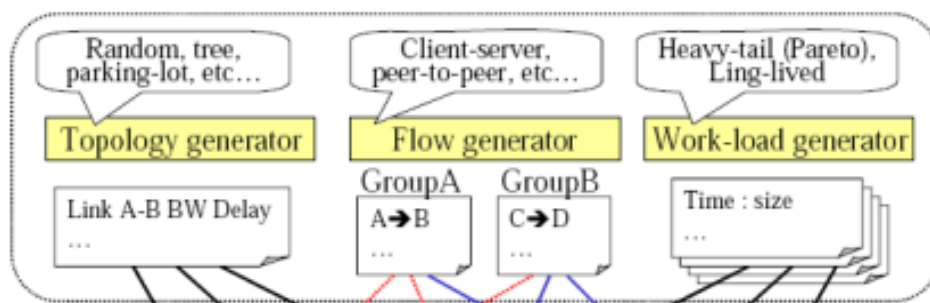 Random, tree,
parking-lot, etc…
Client-server,
peer-to-peer, etc…
Heavy-tail (Pareto),
Ling-lived
Topology generator
Flow generator
Work-load generator
GroupA
GroupB
Link A-B BW Delay
…
A➔B
…
C➔D
…
Time : size
…